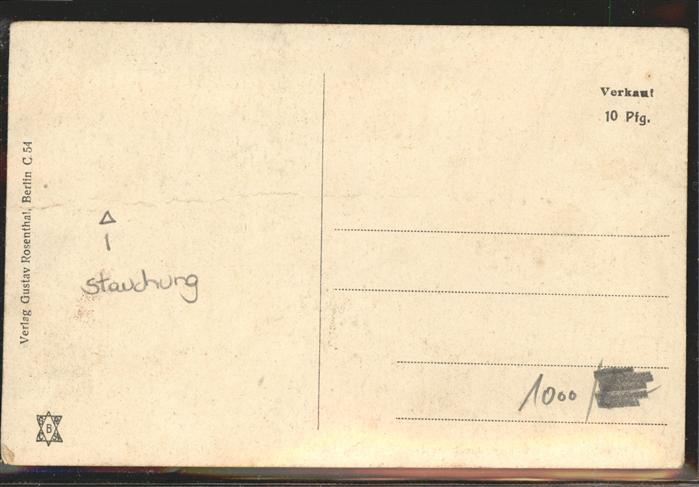 Verkauf
10 Pfg.
Verlag Gustav Rosenthal, Berlin C 54
Stauchung
1000 /
B